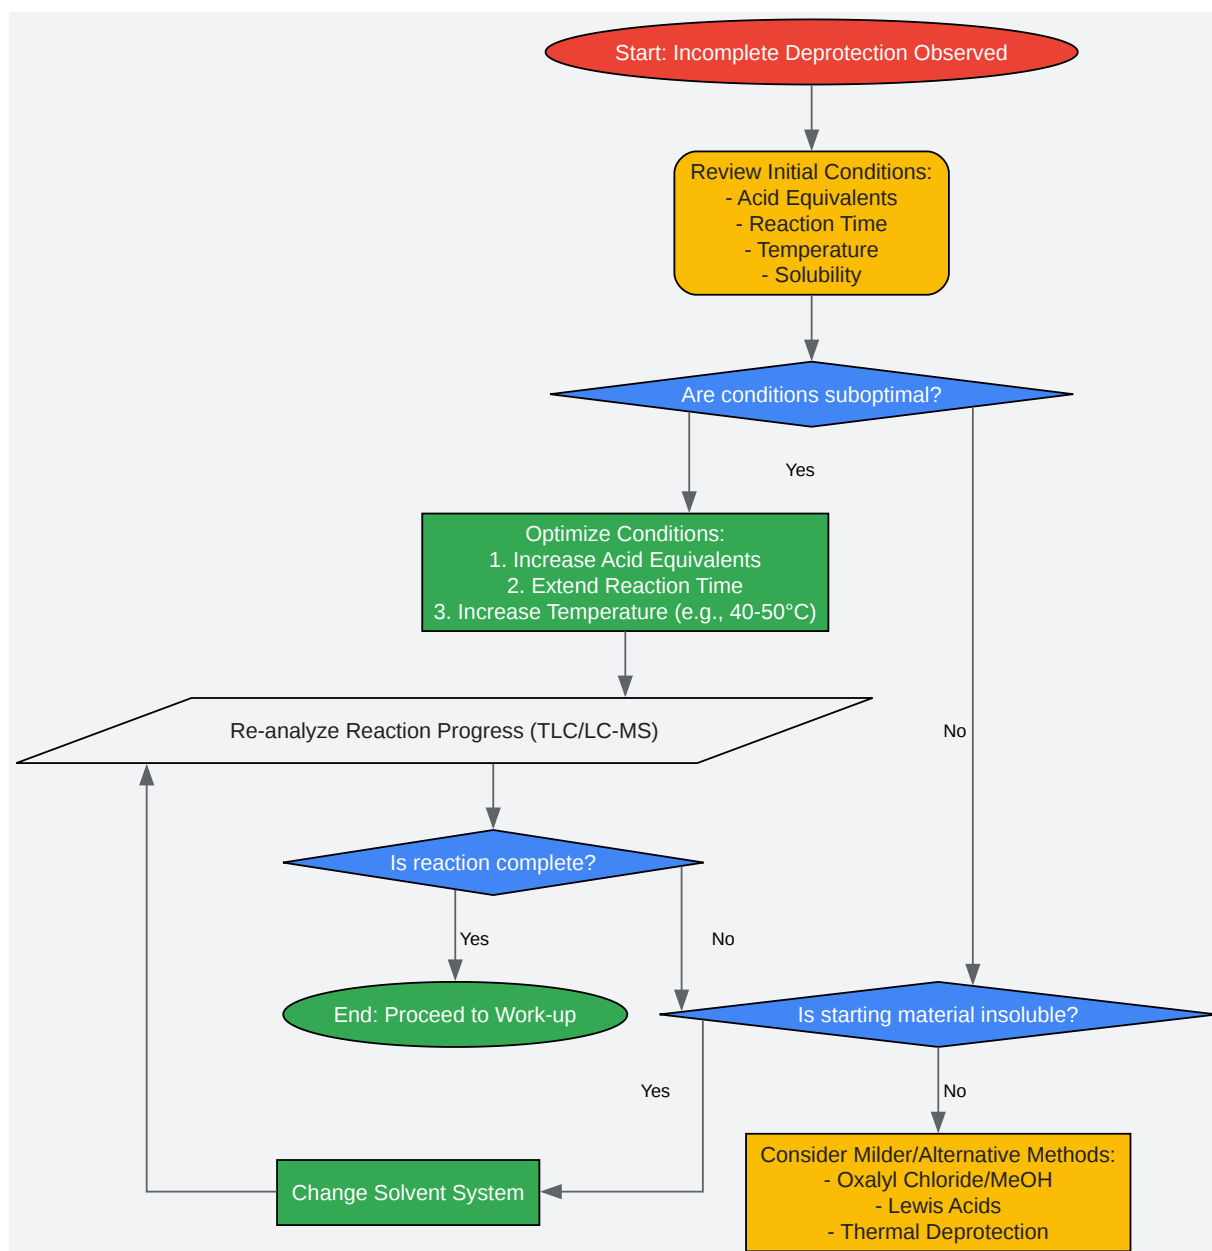 Start: Incomplete Deprotection Observed
Review Initial Conditions:
- Acid Equivalents
- Reaction Time
- Temperature
- Solubility
Are conditions suboptimal?
Yes
Optimize Conditions:
1. Increase Acid Equivalents
2. Extend Reaction Time
3. Increase Temperature (e.g., 40-50°C)
Re-analyze Reaction Progress (TLC/LC-MS)
No
Is reaction complete?
Yes
No
End: Proceed to Work-up
Is starting material insoluble?
Yes
No
Change Solvent System
Consider Milder/Alternative Methods:
- Oxalyl Chloride/MeOH
- Lewis Acids
- Thermal Deprotection